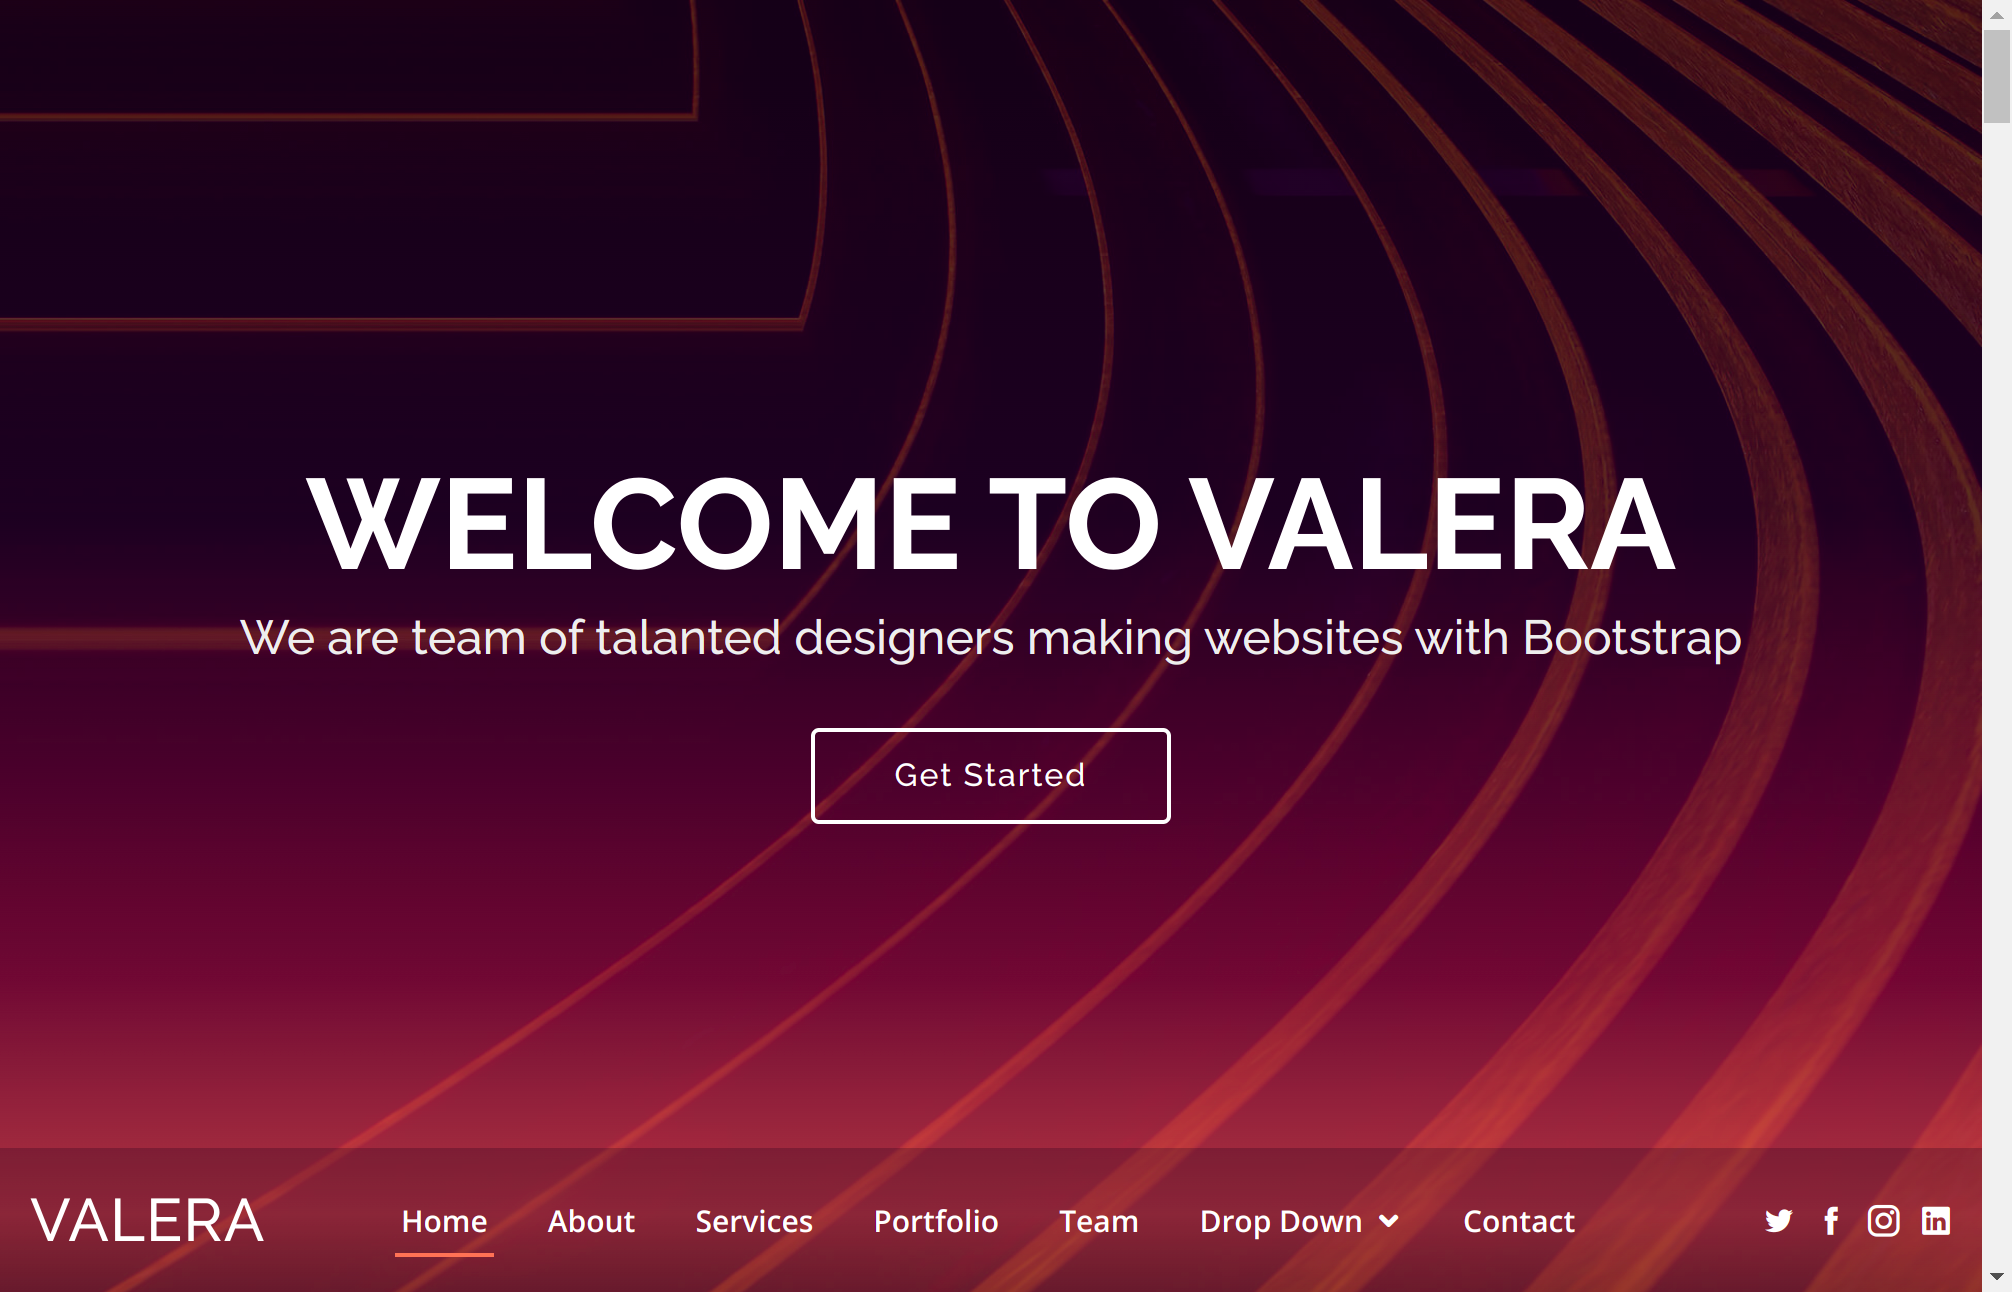 WELCOME TO VALERA
We are team of talanted designers making websites with Bootstrap
Get Started
VALERA Home About Services Portfolio Team Drop Down Contact